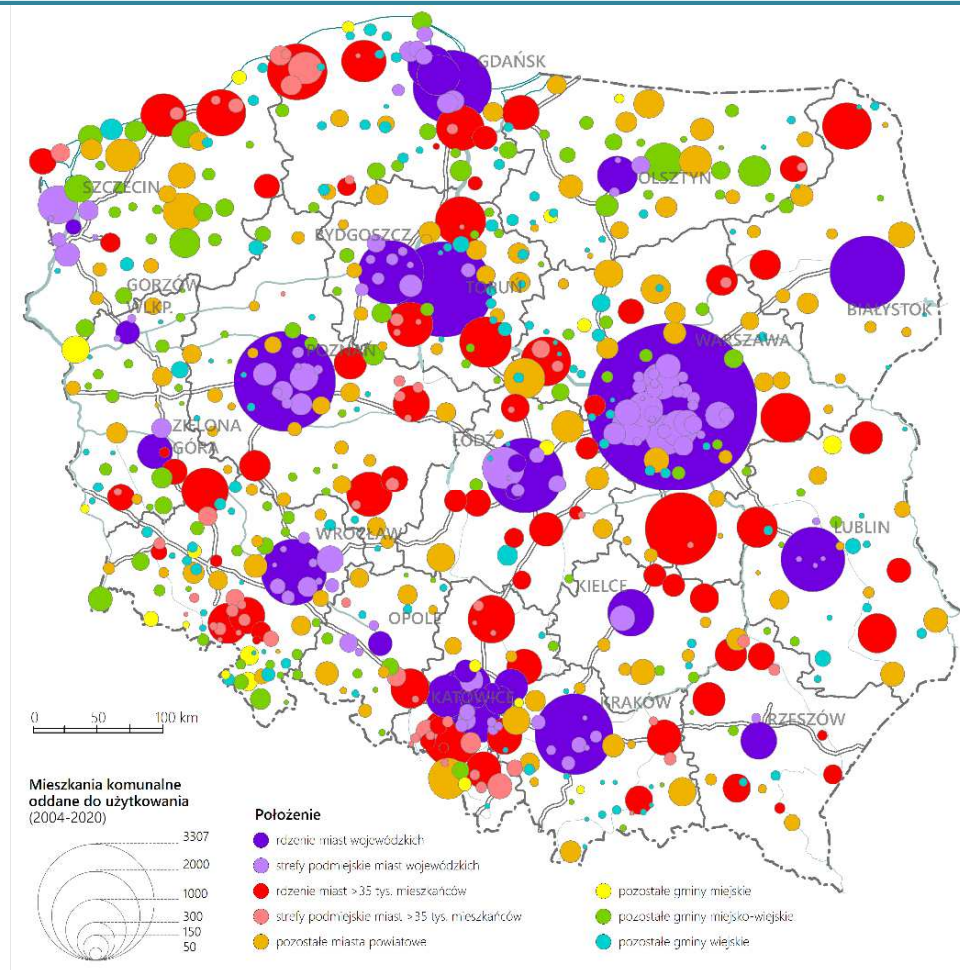 GDAŃSK
SZCZECIN
OLSZTYN
BYDGOSZCZ
TORUŃ
GORZÓW
WLKP.
BIAŁYSTOK
POZNAŃ
WARSZAWA
ZIELONA
GÓRA
ŁÓDŹ
WROCŁAW
LUBLIN
KIELCE
OPOLE
KATOWICE
KRAKÓW
RZESZÓW
0 50 100 km
Mieszkania komunalne
oddane do użytkowania
(2004-2020)
3307
2000
1000
300
150
50
Położenie
rdzenie miast wojewódzkich
strefy podmiejskie miast wojewódzkich
rdzenie miast >35 tys. mieszkańców
strefy podmiejskie miast >35 tys. mieszkańców
pozostałe miasta powiatowe
pozostałe gminy miejskie
pozostałe gminy miejsko-wiejskie
pozostałe gminy wiejskie